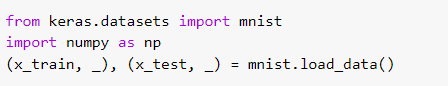 from keras.datasets import mnist
import numpy as np
(x_train, _), (x_test, _) = mnist.load_data()